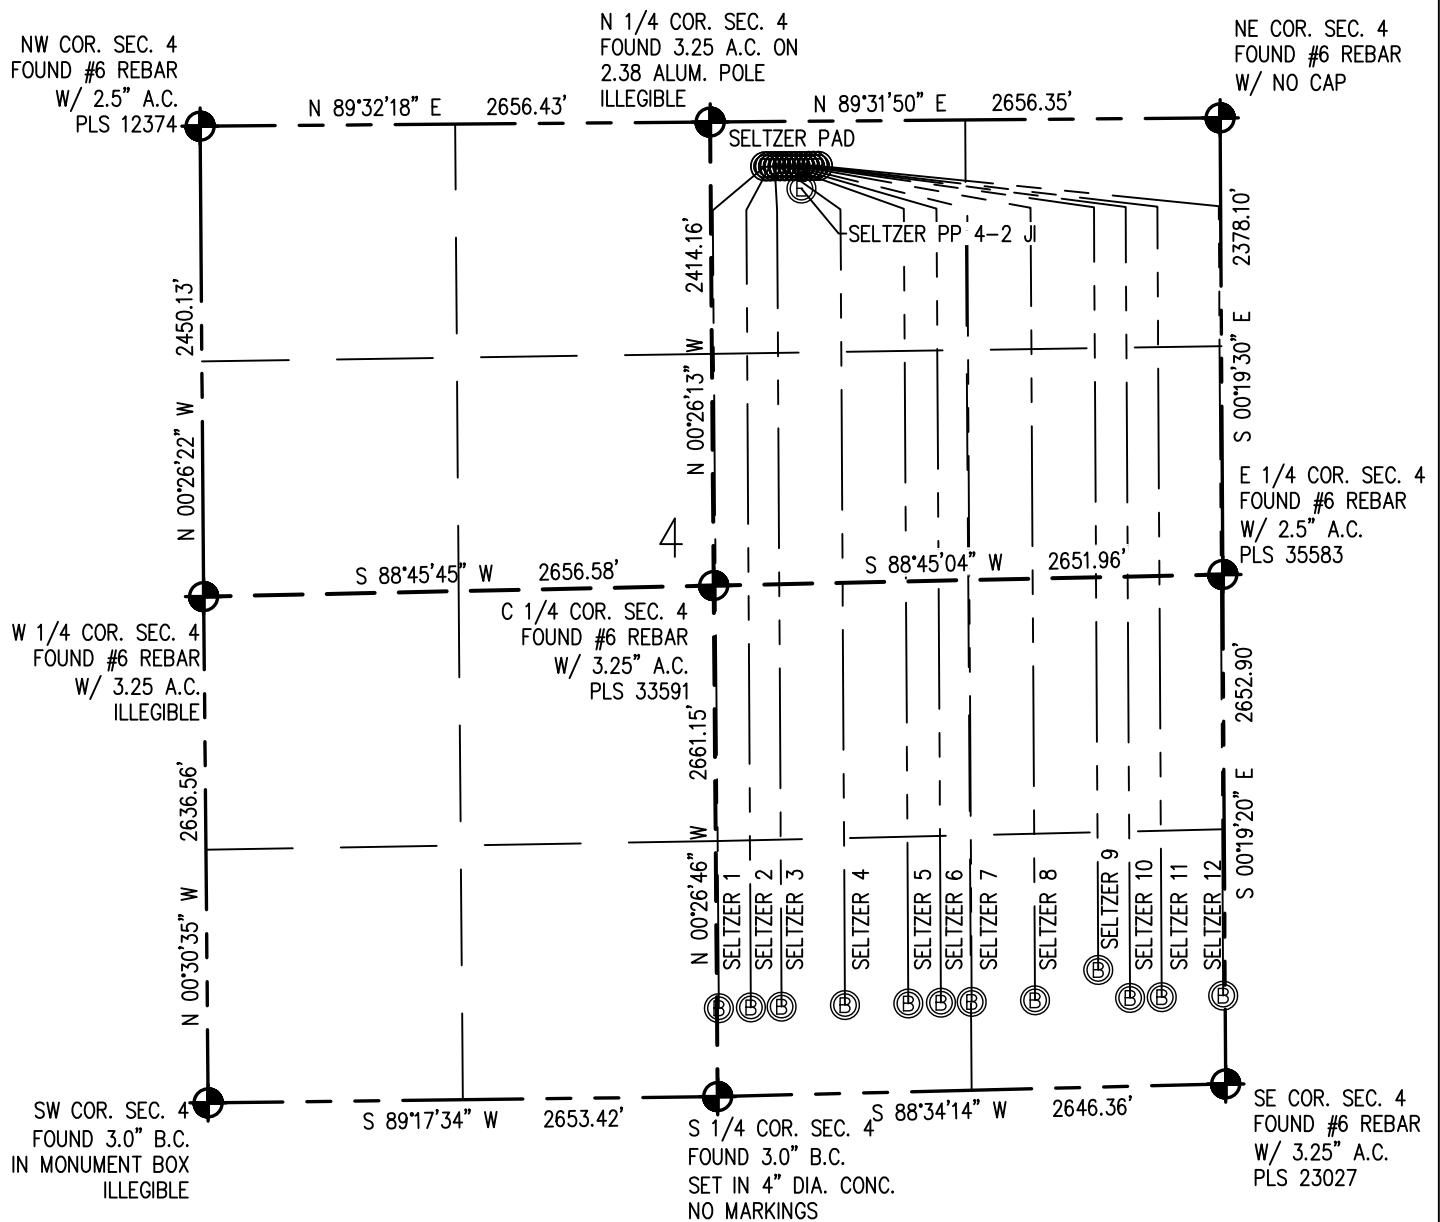 NW COR. SEC. 4
FOUND #6 REBAR
W/ 2.5" A.C.
PLS 12374
N 1/4 COR. SEC. 4
FOUND 3.25 A.C. ON
2.38 ALUM. POLE
ILLEGIBLE
NE COR. SEC. 4
FOUND #6 REBAR
W/ NO CAP
N 89°32'18" E 2656.43'
N 89°31'50" E 2656.35'
SELTZER PAD
E
SELTZER PP 4-2 JI
2450.13'
N 00°26'22" W
2414.16'
N 00°26'13" W
2378.10'
S 00°19'30" E
4
E 1/4 COR. SEC. 4
FOUND #6 REBAR
W/ 2.5" A.C.
PLS 35583
S 88°45'45" W 2656.58'
S 88°45'04" W 2651.96'
W 1/4 COR. SEC. 4
FOUND #6 REBAR
W/ 3.25 A.C.
ILLEGIBLE
C 1/4 COR. SEC. 4
FOUND #6 REBAR
W/ 3.25" A.C.
PLS 33591
2636.56'
N 00°30'35" W
2661.15'
N 00°26'46" W
2652.90'
S 00°19'20" E
SELTZER 1
SELTZER 2
SELTZER 3
SELTZER 4
SELTZER 5
SELTZER 6
SELTZER 7
SELTZER 8
SELTZER 9
SELTZER 10
SELTZER 11
SELTZER 12
B B B B B B B B B B B B
SW COR. SEC. 4
FOUND 3.0" B.C.
IN MONUMENT BOX
ILLEGIBLE
S 89°17'34" W 2653.42'
S 88°34'14" W 2646.36'
S 1/4 COR. SEC. 4
FOUND 3.0" B.C.
SET IN 4" DIA. CONC.
NO MARKINGS
SE COR. SEC. 4
FOUND #6 REBAR
W/ 3.25" A.C.
PLS 23027